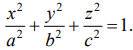 x²/a² + y²/b² + z²/c² = 1.